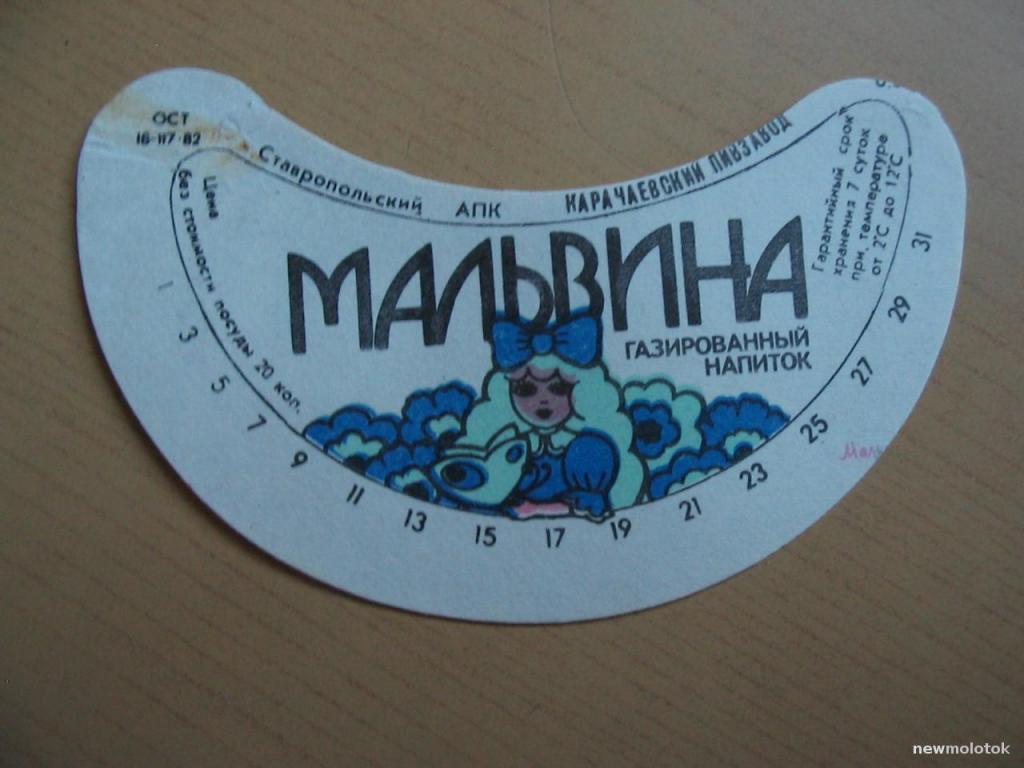 ОСТ
18-117-82
Ставропольский АПК КАРАЧАЕВСКИЙ ПИВЗАВОД
Цена
без стоимости посуды 20 коп.
МАЛЬВИНА
ГАЗИРОВАННЫЙ
НАПИТОК
Гарантийный срок
хранения 7 суток
при температуре
от 2°С до 12°С
1 3 5 7 9 11 13 15 17 19 21 23 25 27 29 31
newmolotok